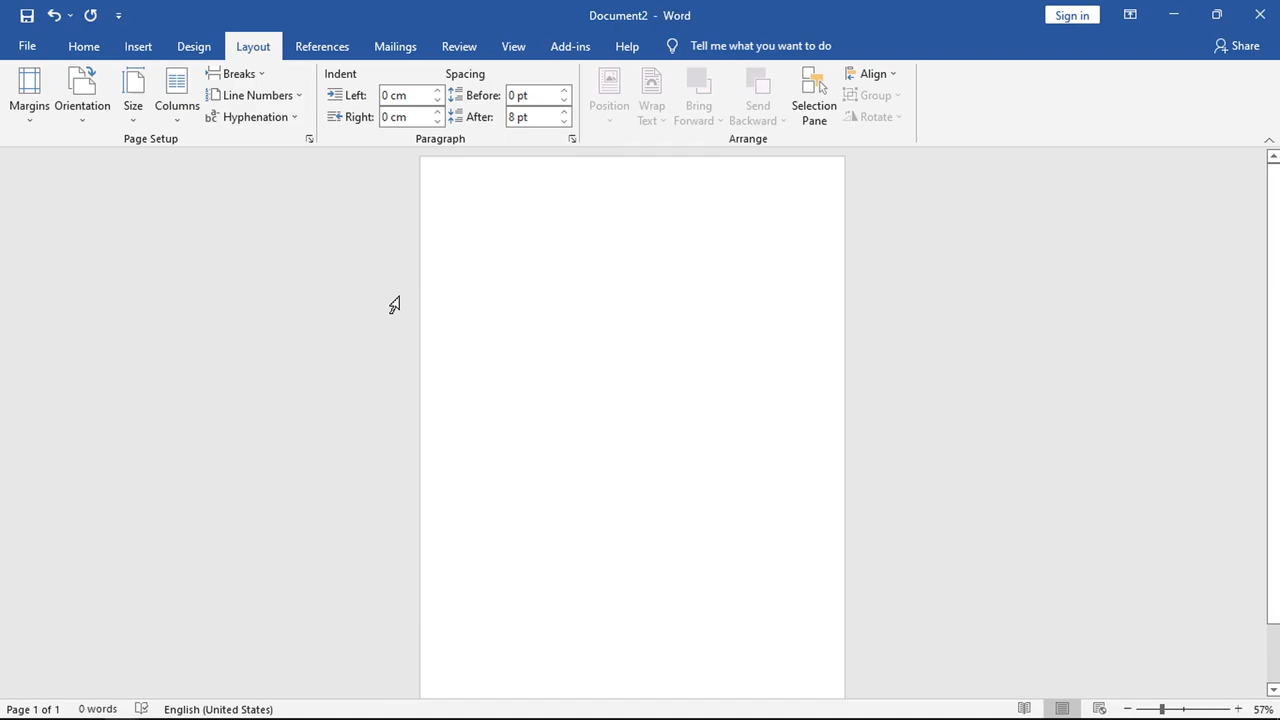 Document2 - Word
Sign in
File Home Insert Design Layout References Mailings Review View Add-ins Help Tell me what you want to do Share
Breaks Indent Spacing Align
Line Numbers Left: 0 cm Before: 0 pt Group
Margins Orientation Size Columns Position Wrap Bring Send Selection
Hyphenation Right: 0 cm After: 8 pt Text Forward Backward Pane Rotate
Page Setup Paragraph Arrange
Page 1 of 1 0 words English (United States) 57%